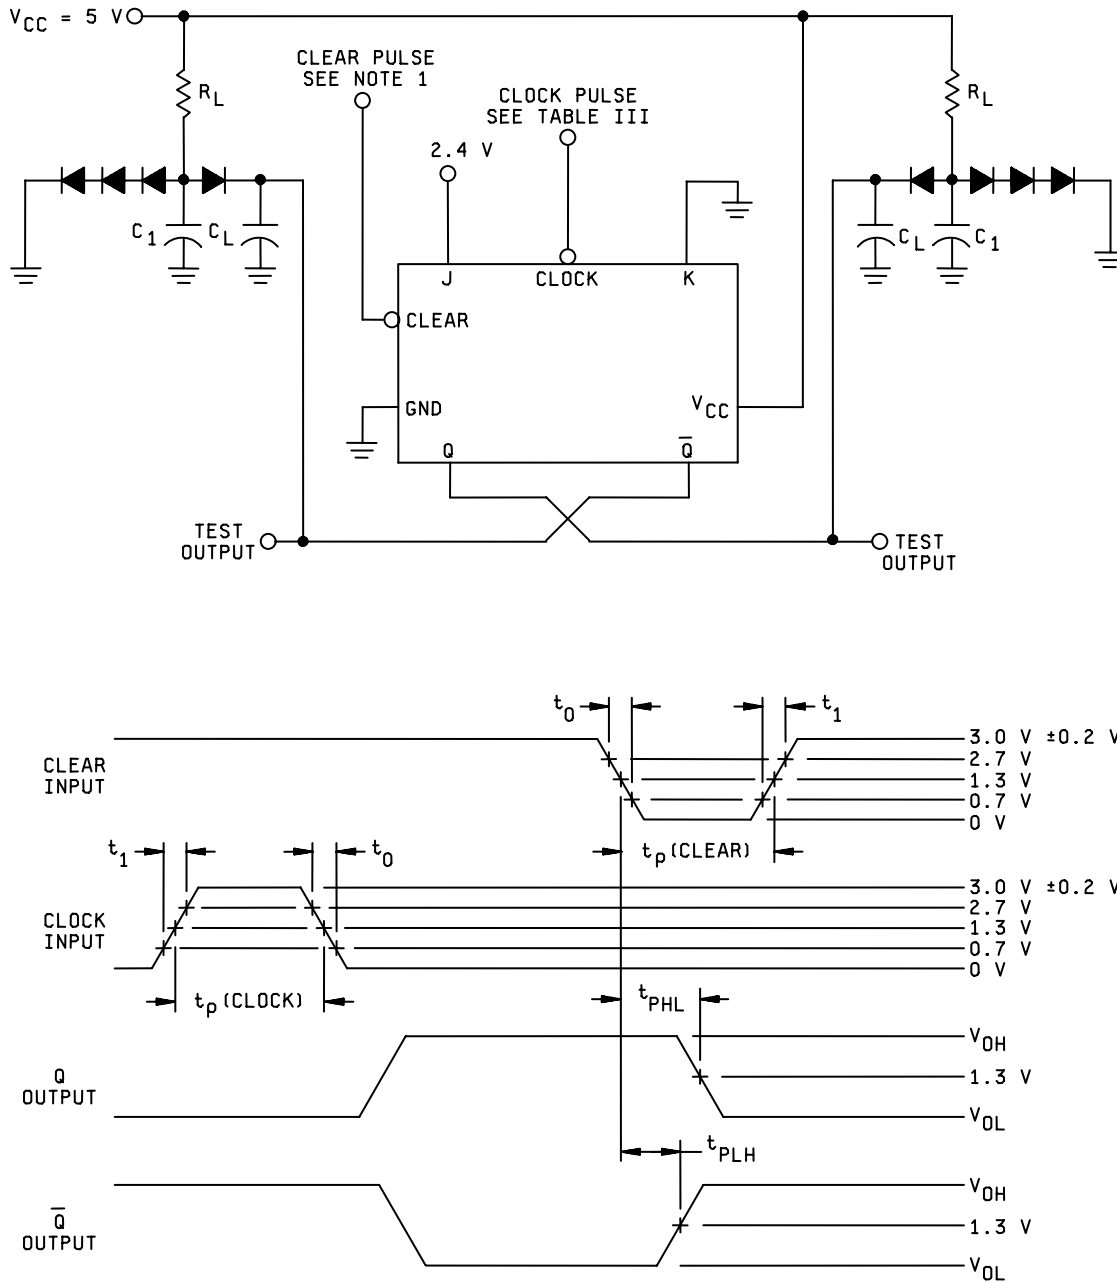 V_CC = 5 V
CLEAR PULSE
SEE NOTE 1
CLOCK PULSE
SEE TABLE III
R_L
R_L
2.4 V
C_1
C_L
C_L
C_1
J
CLOCK
K
CLEAR
GND
V_CC
Q
Q̅
TEST
OUTPUT
TEST
OUTPUT
t_0
t_1
CLEAR
INPUT
3.0 V ±0.2 V
2.7 V
1.3 V
0.7 V
0 V
t_p(CLEAR)
t_1
t_0
CLOCK
INPUT
3.0 V ±0.2 V
2.7 V
1.3 V
0.7 V
0 V
t_p(CLOCK)
t_PHL
Q
OUTPUT
V_OH
1.3 V
V_OL
t_PLH
Q̅
OUTPUT
V_OH
1.3 V
V_OL